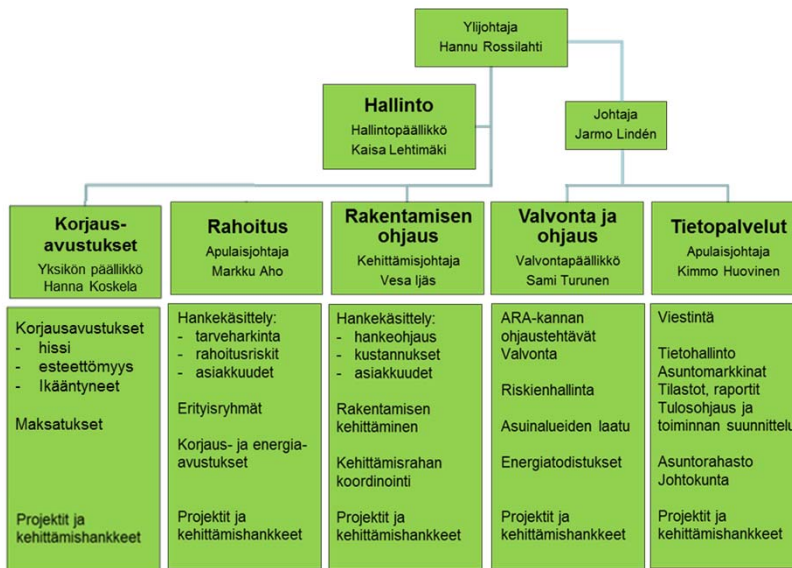 Ylijohtaja
Hannu Rossilahti
Hallinto
Hallintopäällikkö
Kaisa Lehtimäki
Johtaja
Jarmo Lindén
Korjaus-
avustukset
Yksikön päällikkö
Hanna Koskela
Rahoitus
Apulaisjohtaja
Markku Aho
Rakentamisen
ohjaus
Kehittämisjohtaja
Vesa Ijäs
Valvonta ja
ohjaus
Valvontapäällikkö
Sami Turunen
Tietopalvelut
Apulaisjohtaja
Kimmo Huovinen
Korjausavustukset
- hissi
- esteettömyys
- Ikääntyneet
Maksatukset
Projektit ja
kehittämishankkeet
Hankekäsittely:
- tarveharkinta
- rahoitusriskit
- asiakkuudet
Erityisryhmät
Korjaus- ja energia-
avustukset
Projektit ja
kehittämishankkeet
Hankekäsittely:
- hankeohjaus
- kustannukset
- asiakkuudet
Rakentamisen
kehittäminen
Kehittämisrahan
koordinointi
Projektit ja
kehittämishankkeet
ARA-kannan
ohjaustehtävät
Valvonta
Riskienhallinta
Asuinalueiden laatu
Energiatodistukset
Projektit ja
kehittämishankkeet
Viestintä
Tietohallinto
Asuntomarkkinat
Tilastot, raportit
Tulosohjaus ja
toiminnan suunnittelu
Asuntorahasto
Johtokunta
Projektit ja
kehittämishankkeet